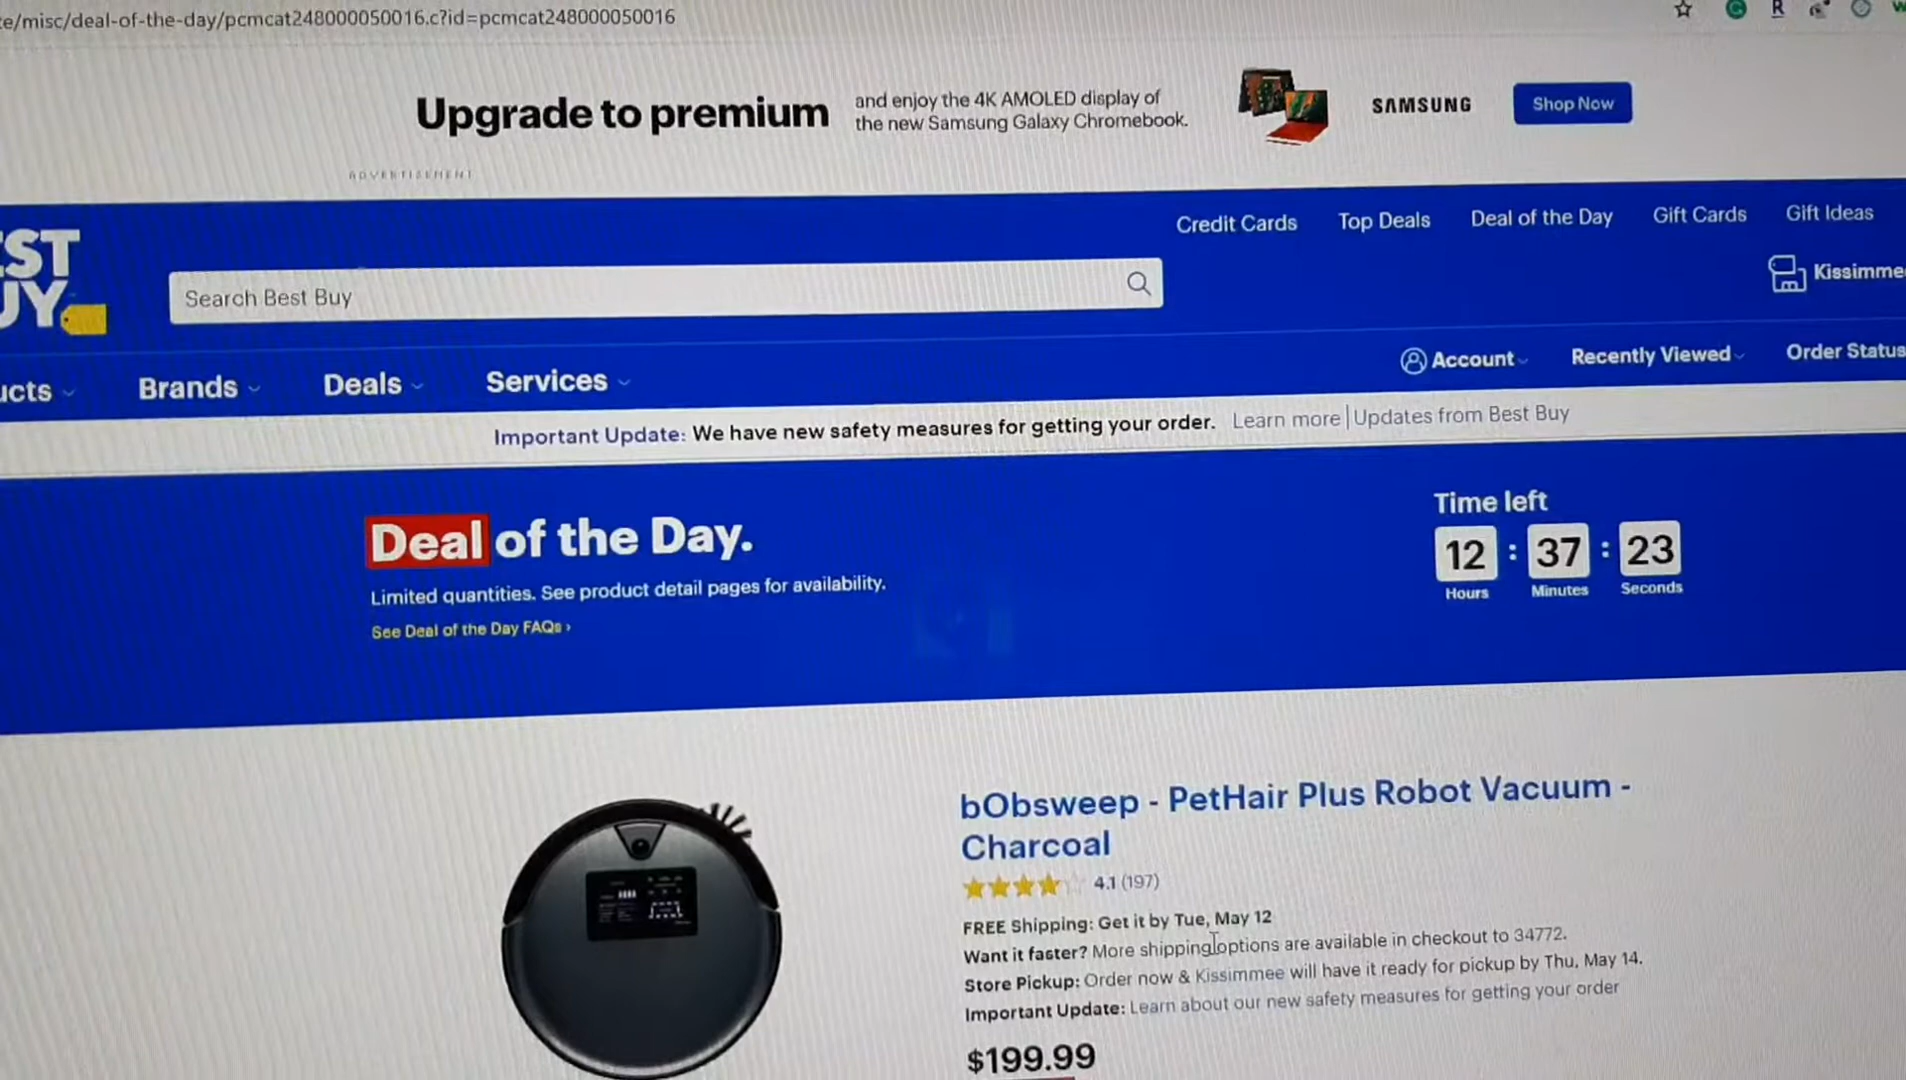 e/misc/deal-of-the-day/pcmcat248000050016.c?id=pcmcat248000050016
Upgrade to premium
and enjoy the 4K AMOLED display of
the new Samsung Galaxy Chromebook.
SAMSUNG
Shop Now
ADVERTISEMENT
Credit Cards
Top Deals
Deal of the Day
Gift Cards
Gift Ideas
EST
UY
Search Best Buy
Kissimme
ucts
Brands
Deals
Services
Account
Recently Viewed
Order Status
Important Update: We have new safety measures for getting your order. Learn more | Updates from Best Buy
Deal of the Day.
Limited quantities. See product detail pages for availability.
See Deal of the Day FAQs ›
Time left
12 : 37 : 23
Hours Minutes Seconds
bObsweep - PetHair Plus Robot Vacuum -
Charcoal
4.1 (197)
FREE Shipping: Get it by Tue, May 12
Want it faster? More shipping options are available in checkout to 34772.
Store Pickup: Order now & Kissimmee will have it ready for pickup by Thu, May 14.
Important Update: Learn about our new safety measures for getting your order
$199.99